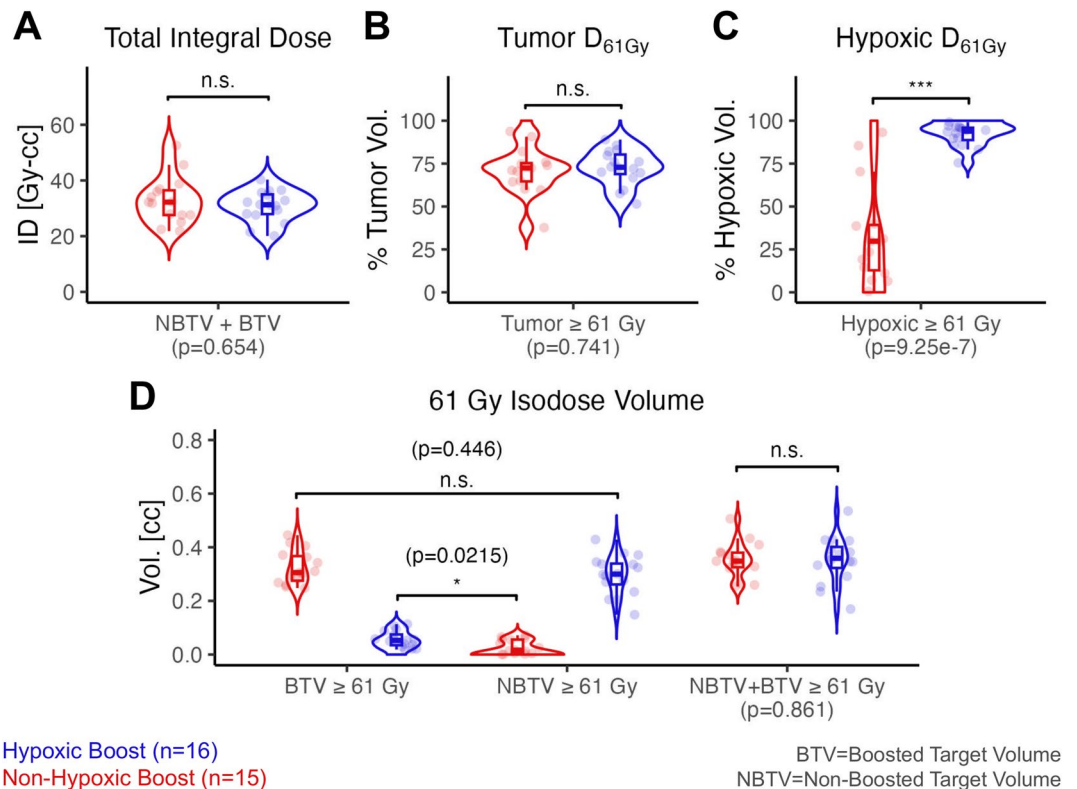 A Total Integral Dose
n.s.
ID [Gy-cc]
60
40
20
0
NBTV + BTV
(p=0.654)
B Tumor D61Gy
n.s.
% Tumor Vol.
100
75
50
25
0
Tumor ≥ 61 Gy
(p=0.741)
C Hypoxic D61Gy
***
% Hypoxic Vol.
100
75
50
25
0
Hypoxic ≥ 61 Gy
(p=9.25e-7)
D 61 Gy Isodose Volume
Vol. [cc]
0.8
0.6
0.4
0.2
0.0
(p=0.446)
n.s.
(p=0.0215)
*
n.s.
BTV ≥ 61 Gy
NBTV ≥ 61 Gy
NBTV+BTV ≥ 61 Gy
(p=0.861)
Hypoxic Boost (n=16)
Non-Hypoxic Boost (n=15)
BTV=Boosted Target Volume
NBTV=Non-Boosted Target Volume